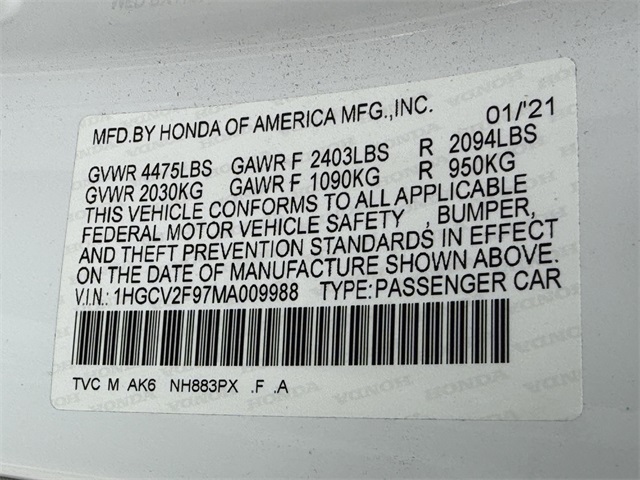 MFD.BY HONDA OF AMERICA MFG.,INC. 01/'21
GVWR 4475LBS GAWR F 2403LBS R 2094LBS
GVWR 2030KG GAWR F 1090KG R 950KG
THIS VEHICLE CONFORMS TO ALL APPLICABLE
FEDERAL MOTOR VEHICLE SAFETY , BUMPER,
AND THEFT PREVENTION STANDARDS IN EFFECT
ON THE DATE OF MANUFACTURE SHOWN ABOVE.
V.I.N.: 1HGCV2F97MA009988 TYPE:PASSENGER CAR
TVC M AK6 NH883PX .F .A